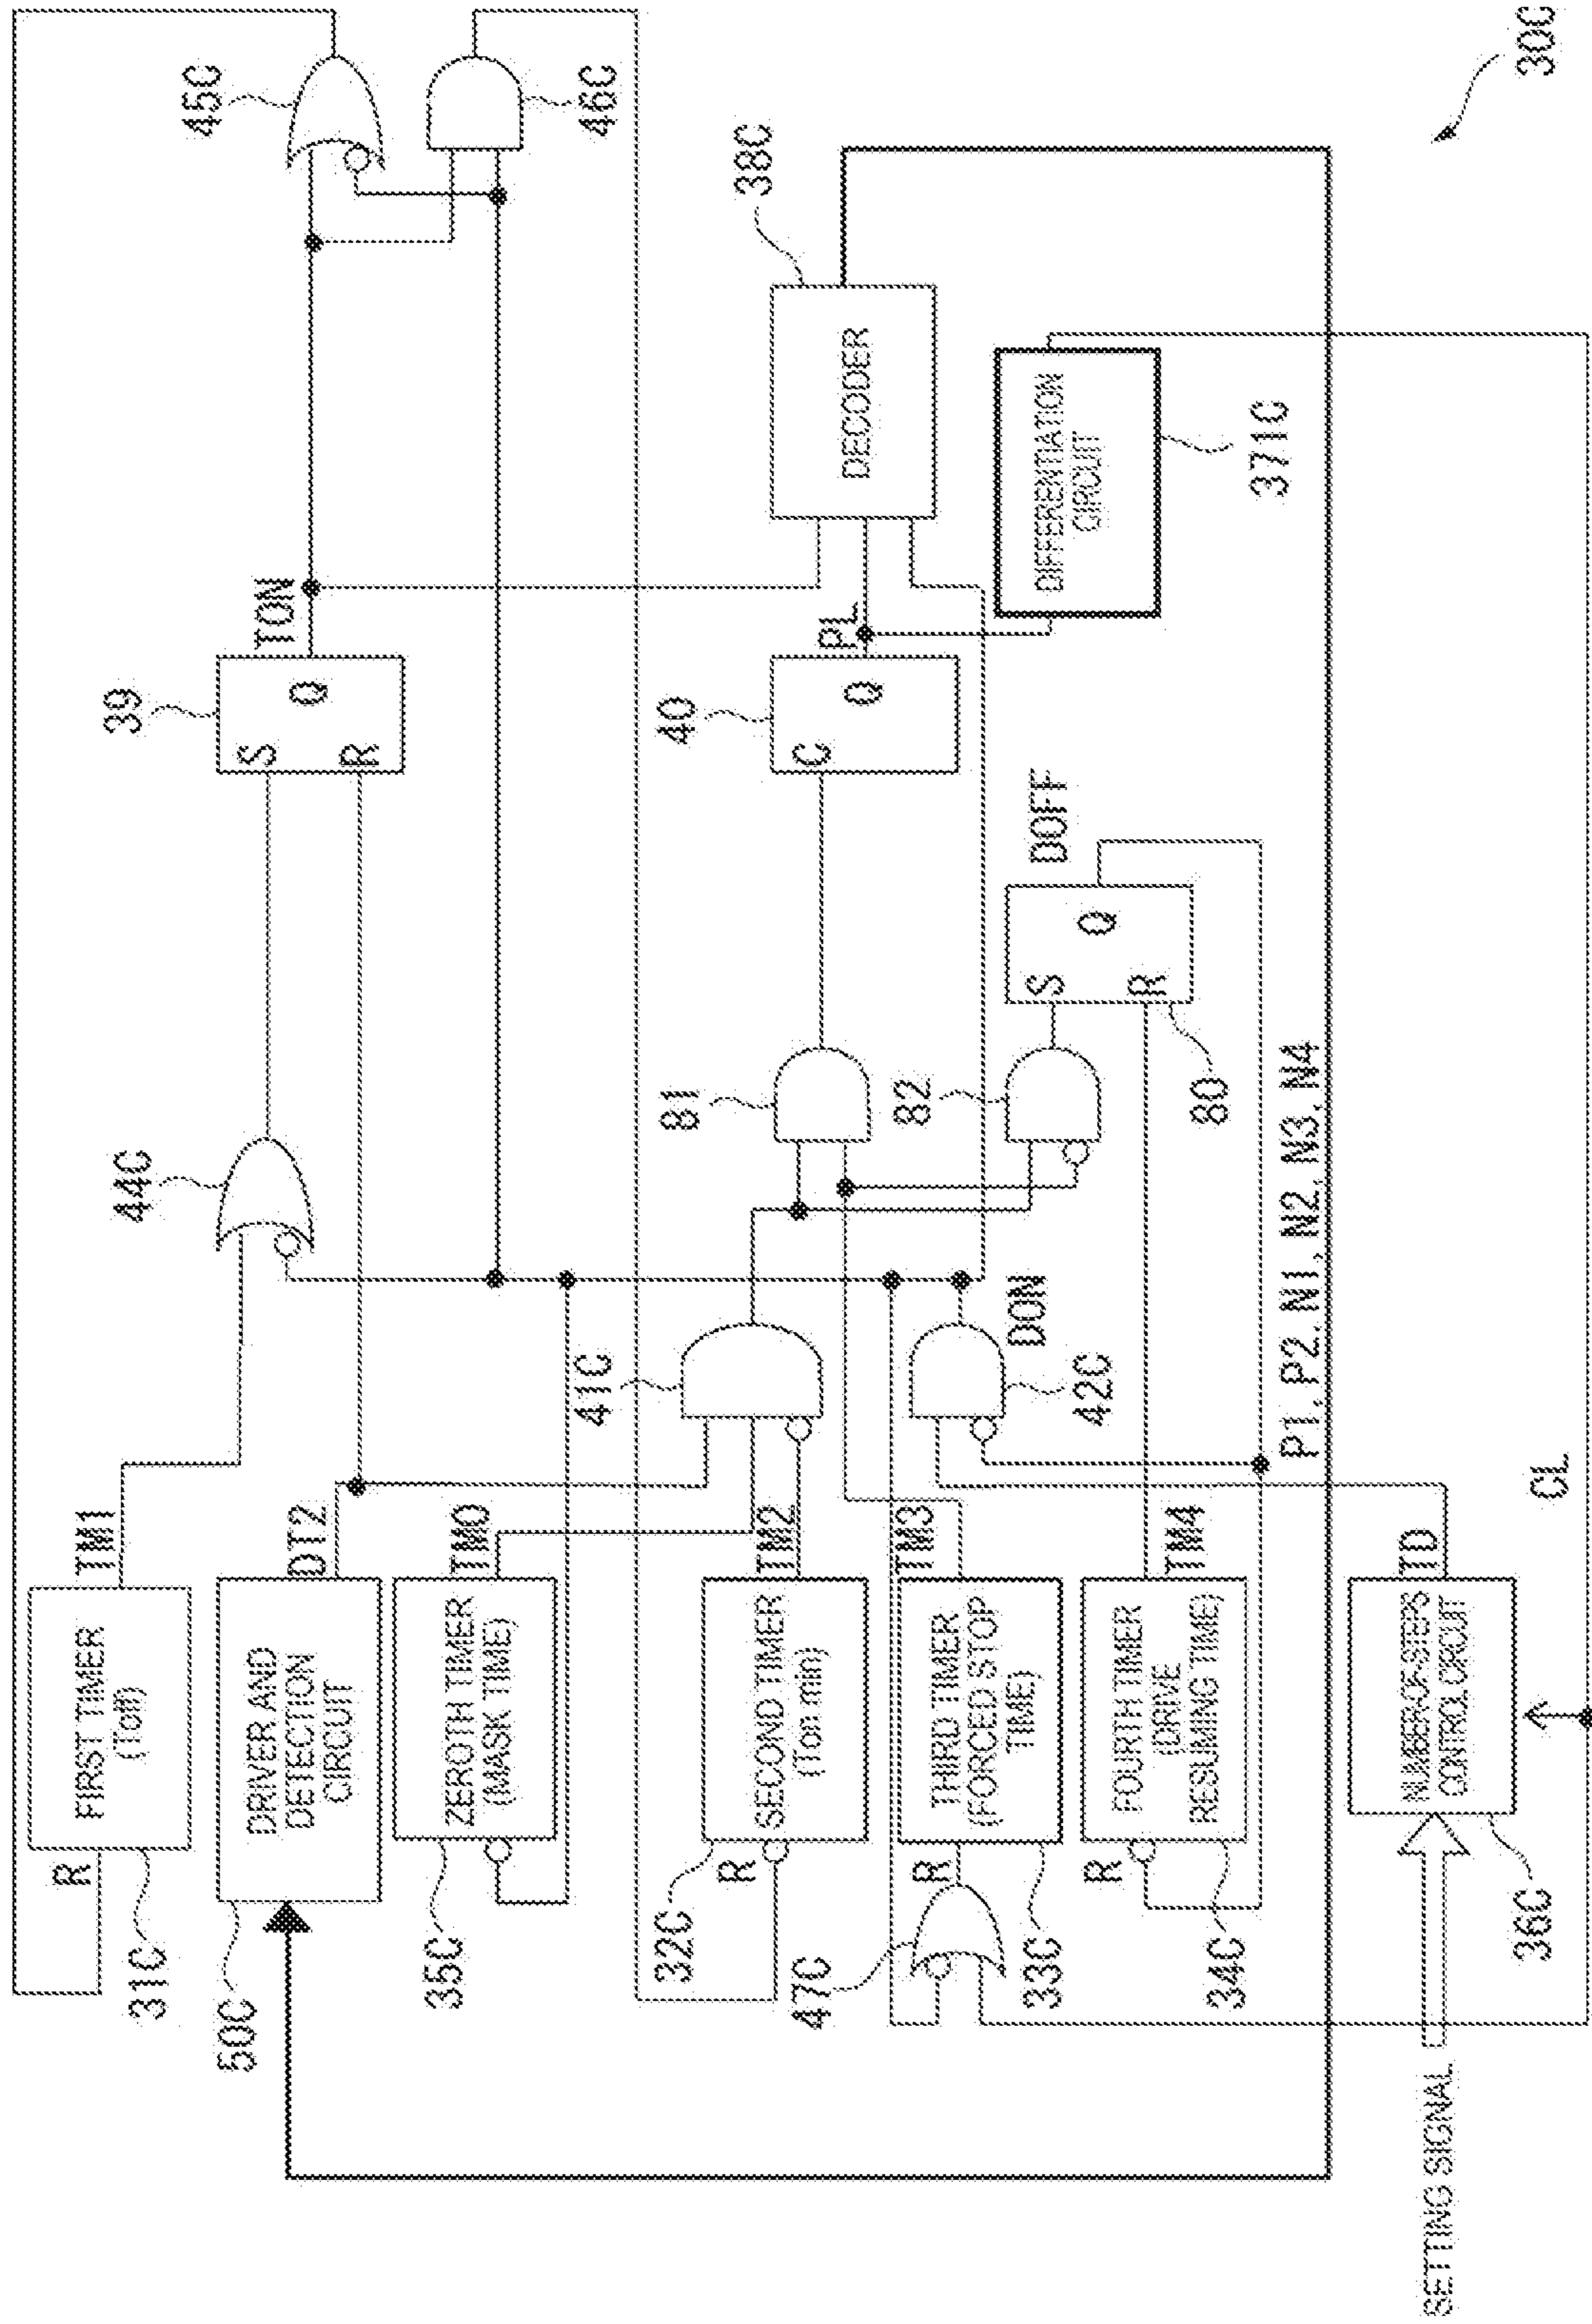 30C
45C
46C
38C
DECODER
DIFFERENTIATION
CIRCUIT
371C
TON
39
S
Q
R
PL
40
C
Q
DOFF
S
Q
R
80
81
82
44C
41C
DON
42C
P1, P2, N1, N2, N3, N4
CL
TM1
FIRST TIMER
(Toff)
R
31C
DT2
DRIVER AND
DETECTION
CIRCUIT
50C
TM0
ZEROTH TIMER
(MASK TIME)
35C
TM2
SECOND TIMER
(Ton min)
R
32C
TM3
THIRD TIMER
(FORCED STOP
TIME)
R
47C
33C
TM4
FOURTH TIMER
(DRIVE
RESUMING TIME)
R
34C
TD
NUMBER-OF-STEPS
CONTROL CIRCUIT
36C
SETTING SIGNAL